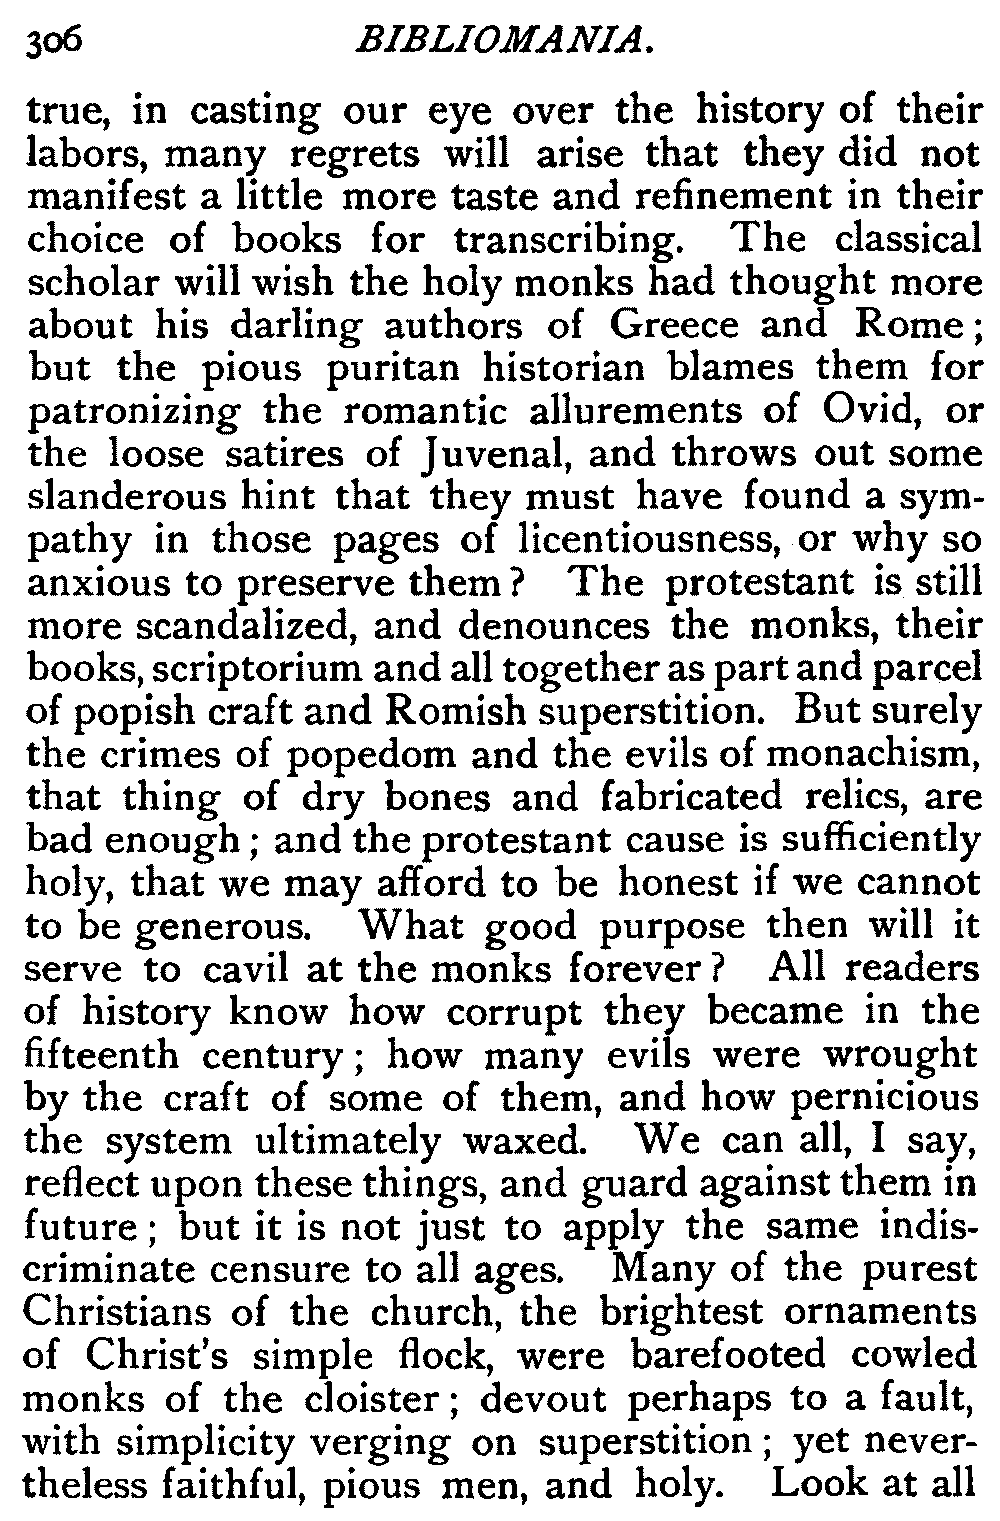 306 BIBLIOMANIA.
true, in casting our eye over the history of their
labors, many regrets will arise that they did not
manifest a little more taste and refinement in their
choice of books for transcribing. The classical
scholar will wish the holy monks had thought more
about his darling authors of Greece and Rome;
but the pious puritan historian blames them for
patronizing the romantic allurements of Ovid, or
the loose satires of Juvenal, and throws out some
slanderous hint that they must have found a sym-
pathy in those pages of licentiousness, or why so
anxious to preserve them? The protestant is still
more scandalized, and denounces the monks, their
books, scriptorium and all together as part and parcel
of popish craft and Romish superstition. But surely
the crimes of popedom and the evils of monachism,
that thing of dry bones and fabricated relics, are
bad enough; and the protestant cause is sufficiently
holy, that we may afford to be honest if we cannot
to be generous. What good purpose then will it
serve to cavil at the monks forever? All readers
of history know how corrupt they became in the
fifteenth century; how many evils were wrought
by the craft of some of them, and how pernicious
the system ultimately waxed. We can all, I say,
reflect upon these things, and guard against them in
future; but it is not just to apply the same indis-
criminate censure to all ages. Many of the purest
Christians of the church, the brightest ornaments
of Christ's simple flock, were barefooted cowled
monks of the cloister; devout perhaps to a fault,
with simplicity verging on superstition; yet never-
theless faithful, pious men, and holy. Look at all